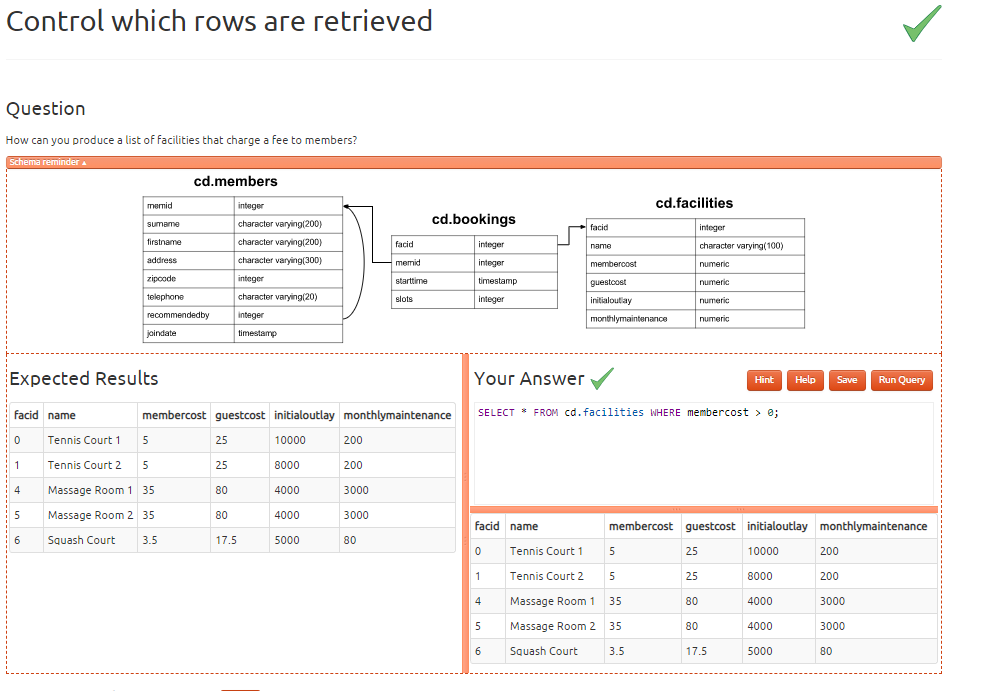 Control which rows are retrieved
Question
How can you produce a list of facilities that charge a fee to members?
Schema reminder ▲
cd.members
memid integer
surname character varying(200)
firstname character varying(200)
address character varying(300)
zipcode integer
telephone character varying(20)
recommendedby integer
joindate timestamp
cd.bookings
facid integer
memid integer
starttime timestamp
slots integer
cd.facilities
facid integer
name character varying(100)
membercost numeric
guestcost numeric
initialoutlay numeric
monthlymaintenance numeric
Expected Results
facid name membercost guestcost initialoutlay monthlymaintenance
0 Tennis Court 1 5 25 10000 200
1 Tennis Court 2 5 25 8000 200
4 Massage Room 1 35 80 4000 3000
5 Massage Room 2 35 80 4000 3000
6 Squash Court 3.5 17.5 5000 80
Your Answer
Hint Help Save Run Query
SELECT * FROM cd.facilities WHERE membercost > 0;
facid name membercost guestcost initialoutlay monthlymaintenance
0 Tennis Court 1 5 25 10000 200
1 Tennis Court 2 5 25 8000 200
4 Massage Room 1 35 80 4000 3000
5 Massage Room 2 35 80 4000 3000
6 Squash Court 3.5 17.5 5000 80